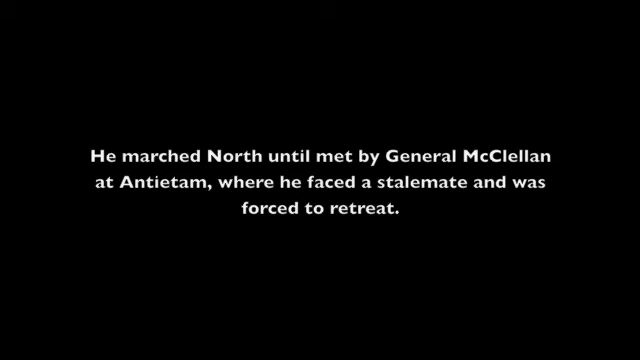 He marched North until met by General McClellan
at Antietam, where he faced a stalemate and was
forced to retreat.